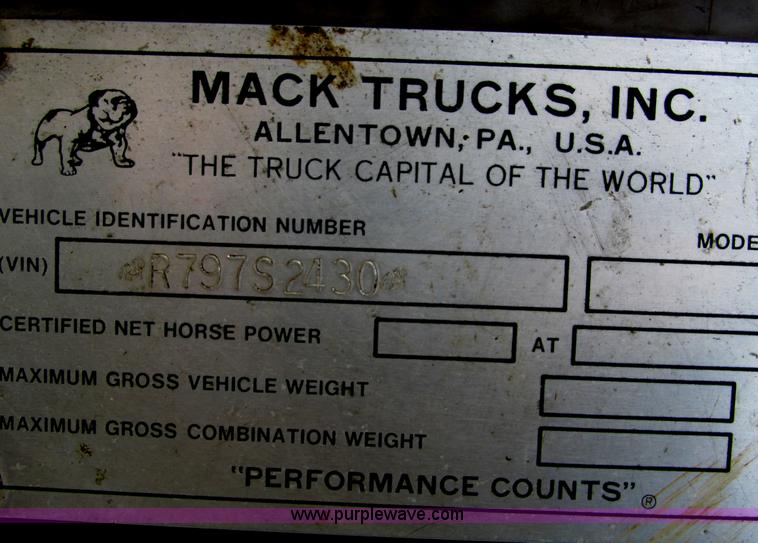 MACK TRUCKS, INC.
ALLENTOWN, PA., U.S.A.
"THE TRUCK CAPITAL OF THE WORLD"
VEHICLE IDENTIFICATION NUMBER
MODE
(VIN) R797S2430
CERTIFIED NET HORSE POWER AT
MAXIMUM GROSS VEHICLE WEIGHT
MAXIMUM GROSS COMBINATION WEIGHT
"PERFORMANCE COUNTS"®
www.purplewave.com